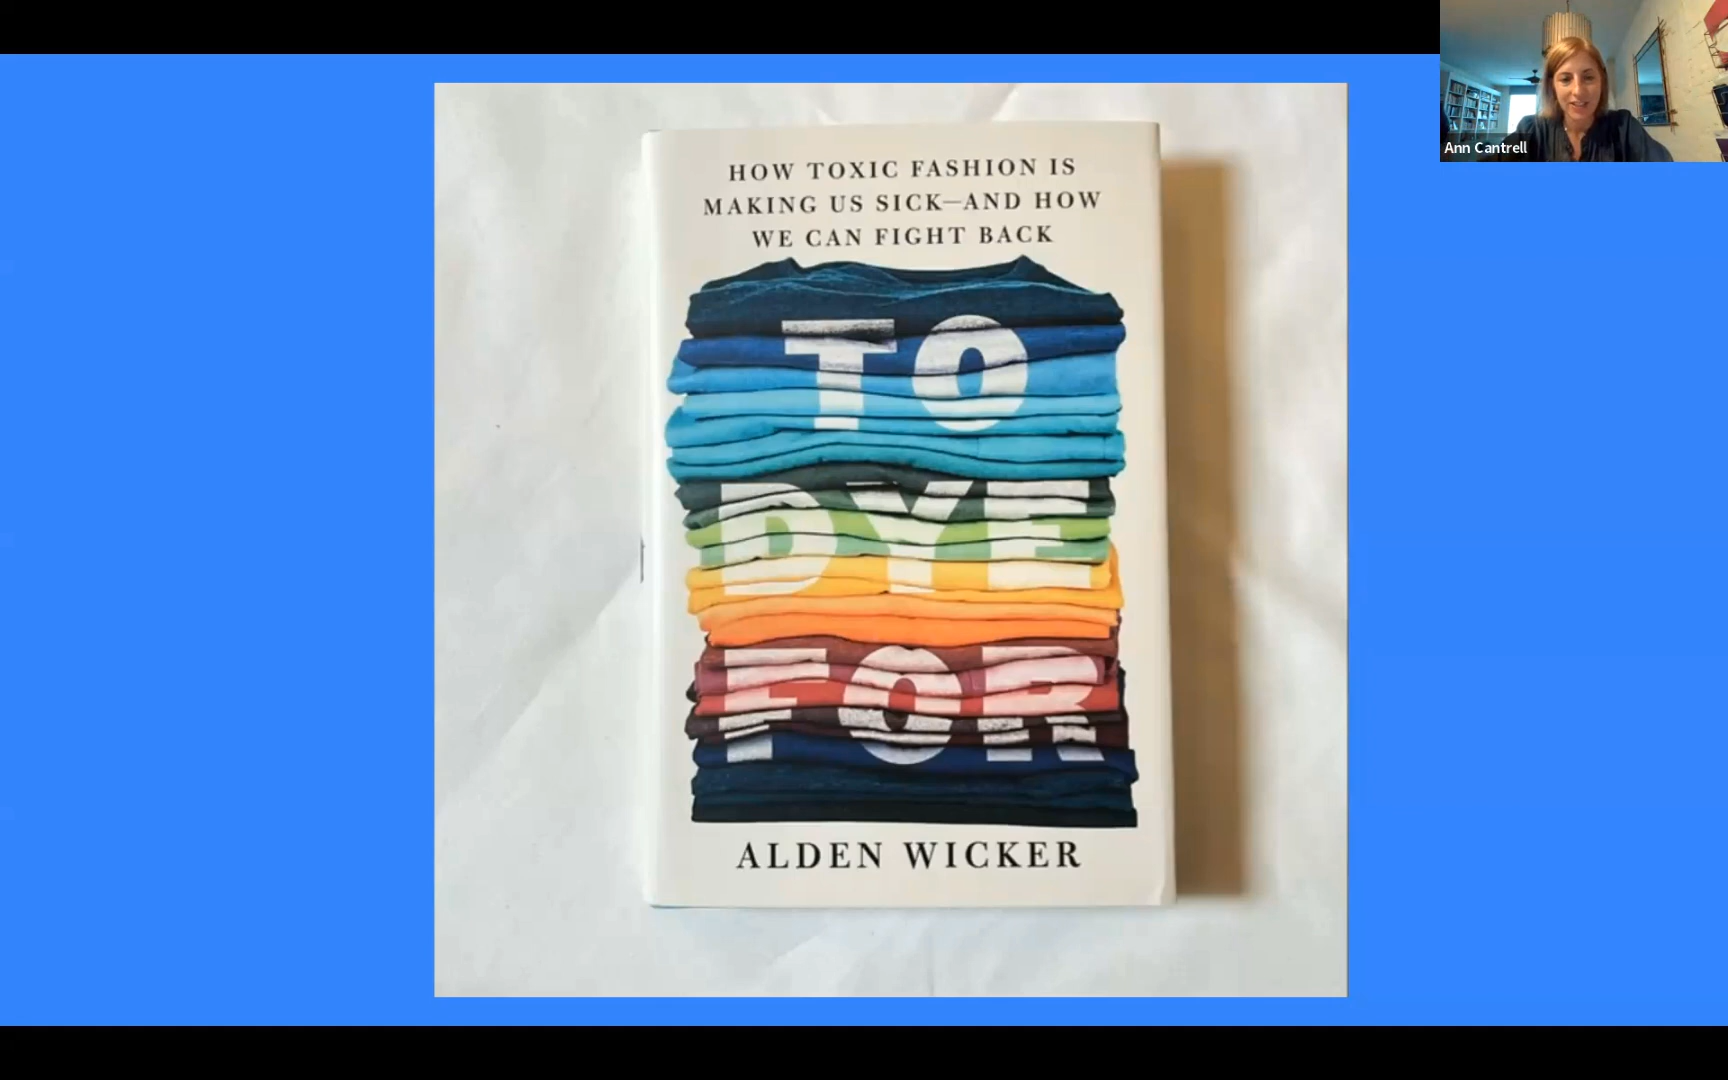 HOW TOXIC FASHION IS
MAKING US SICK—AND HOW
WE CAN FIGHT BACK
TO
DYE
FOR
ALDEN WICKER
Ann Cantrell